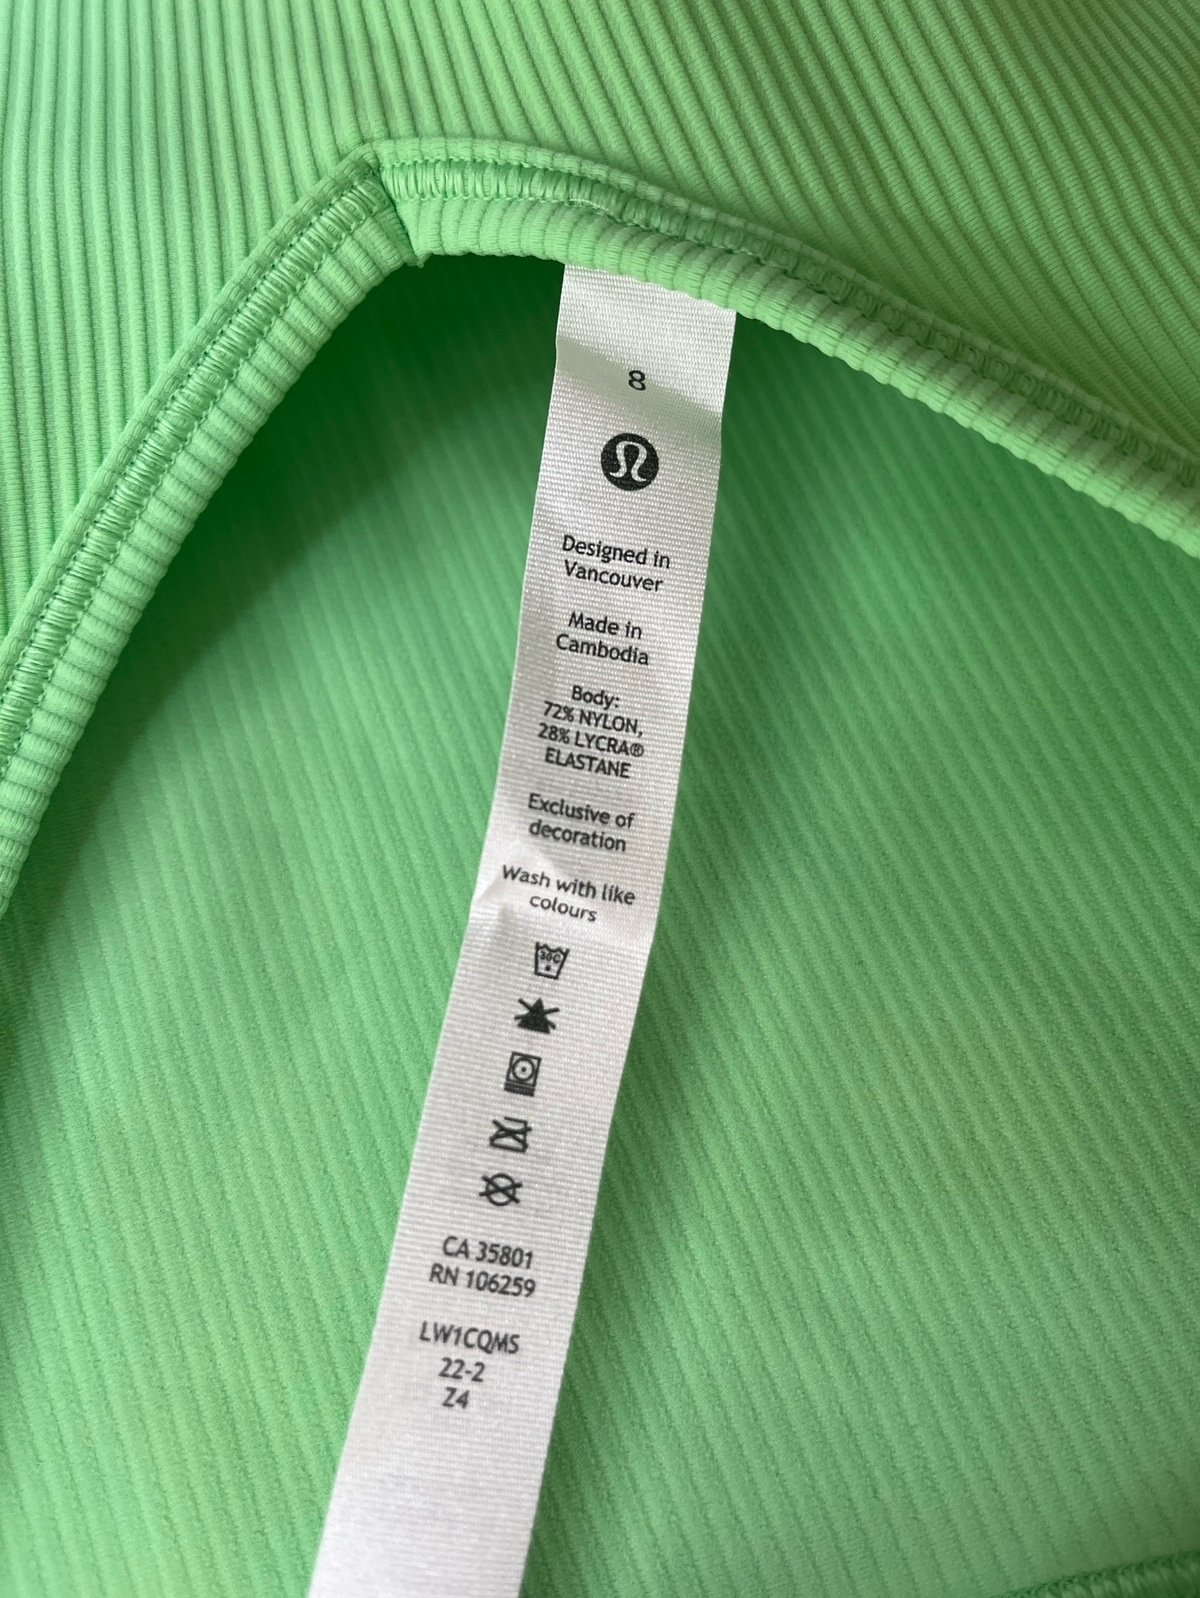 8
Designed in
Vancouver
Made in
Cambodia
Body:
72% NYLON,
28% LYCRA®
ELASTANE
Exclusive of
decoration
Wash with like
colours
30C
CA 35801
RN 106259
LW1CQMS
22-2
Z4